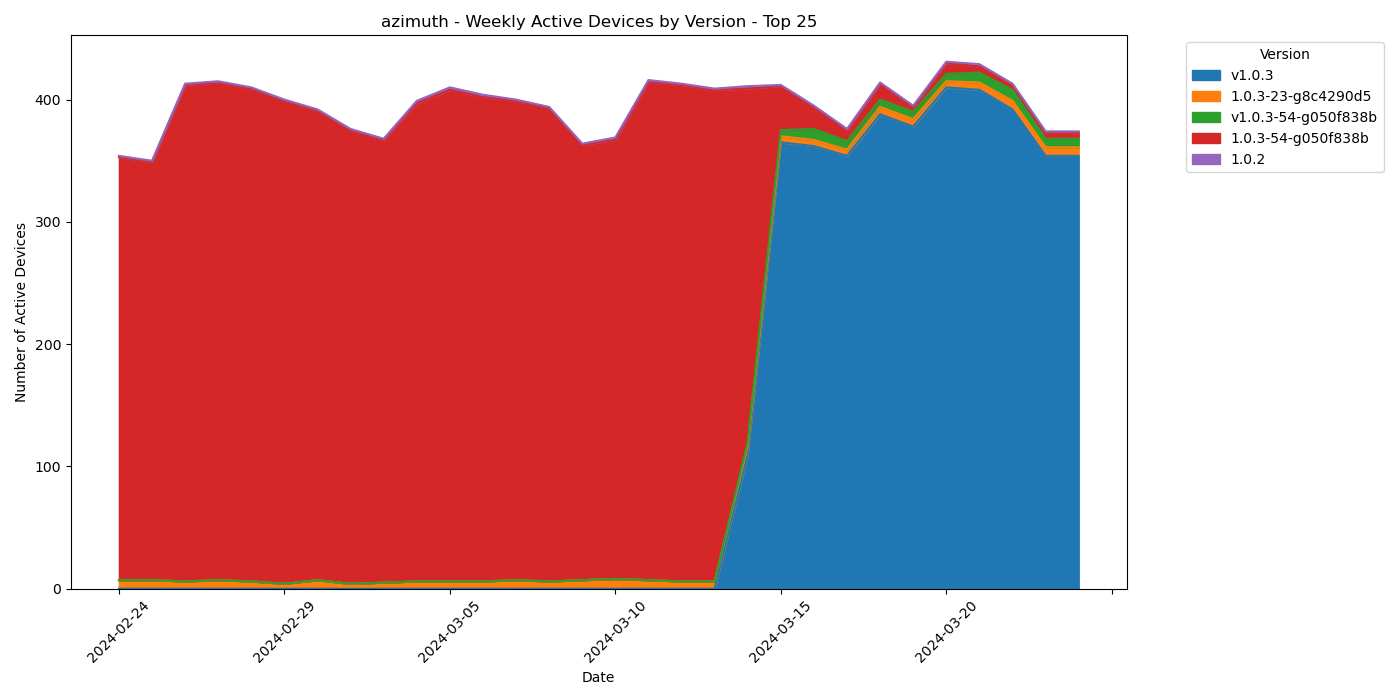 azimuth - Weekly Active Devices by Version - Top 25
Number of Active Devices
400
300
200
100
0
2024-02-24
2024-02-29
2024-03-05
2024-03-10
2024-03-15
2024-03-20
Date
Version
v1.0.3
1.0.3-23-g8c4290d5
v1.0.3-54-g050f838b
1.0.3-54-g050f838b
1.0.2